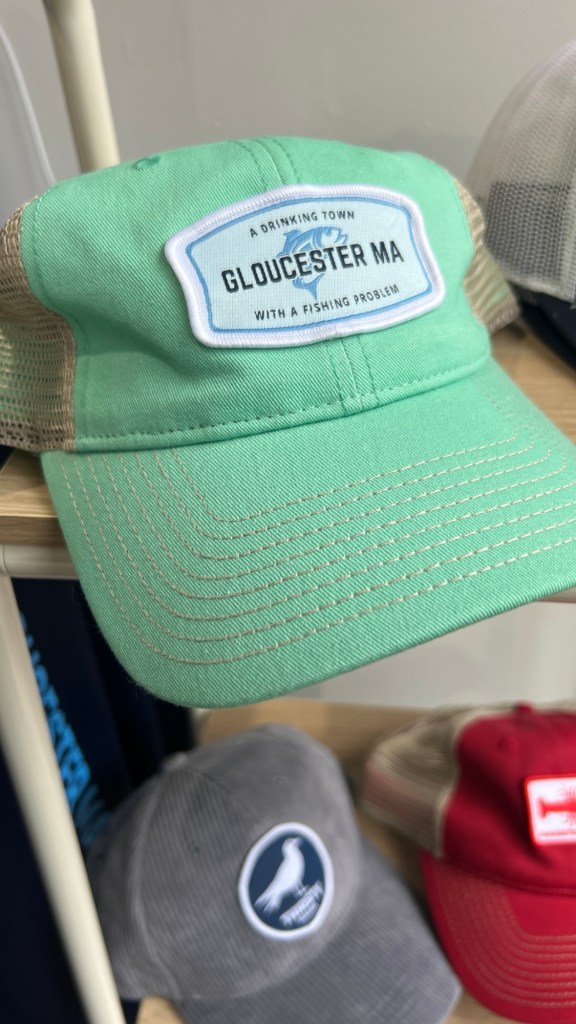 A DRINKING TOWN
GLOUCESTER MA
WITH A FISHING PROBLEM